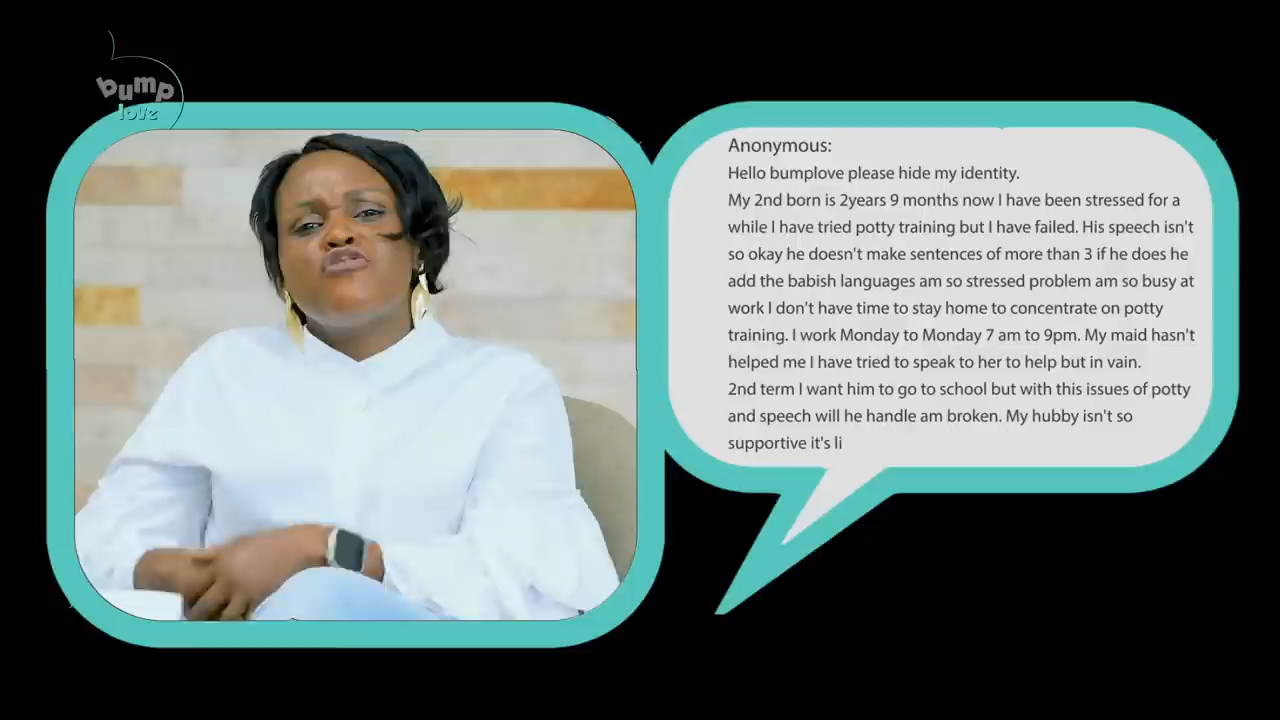 bump
love
Anonymous:
Hello bumplove please hide my identity.
My 2nd born is 2years 9 months now I have been stressed for a
while I have tried potty training but I have failed. His speech isn't
so okay he doesn't make sentences of more than 3 if he does he
add the babish languages am so stressed problem am so busy at
work I don't have time to stay home to concentrate on potty
training. I work Monday to Monday 7 am to 9pm. My maid hasn't
helped me I have tried to speak to her to help but in vain.
2nd term I want him to go to school but with this issues of potty
and speech will he handle am broken. My hubby isn't so
supportive it's li